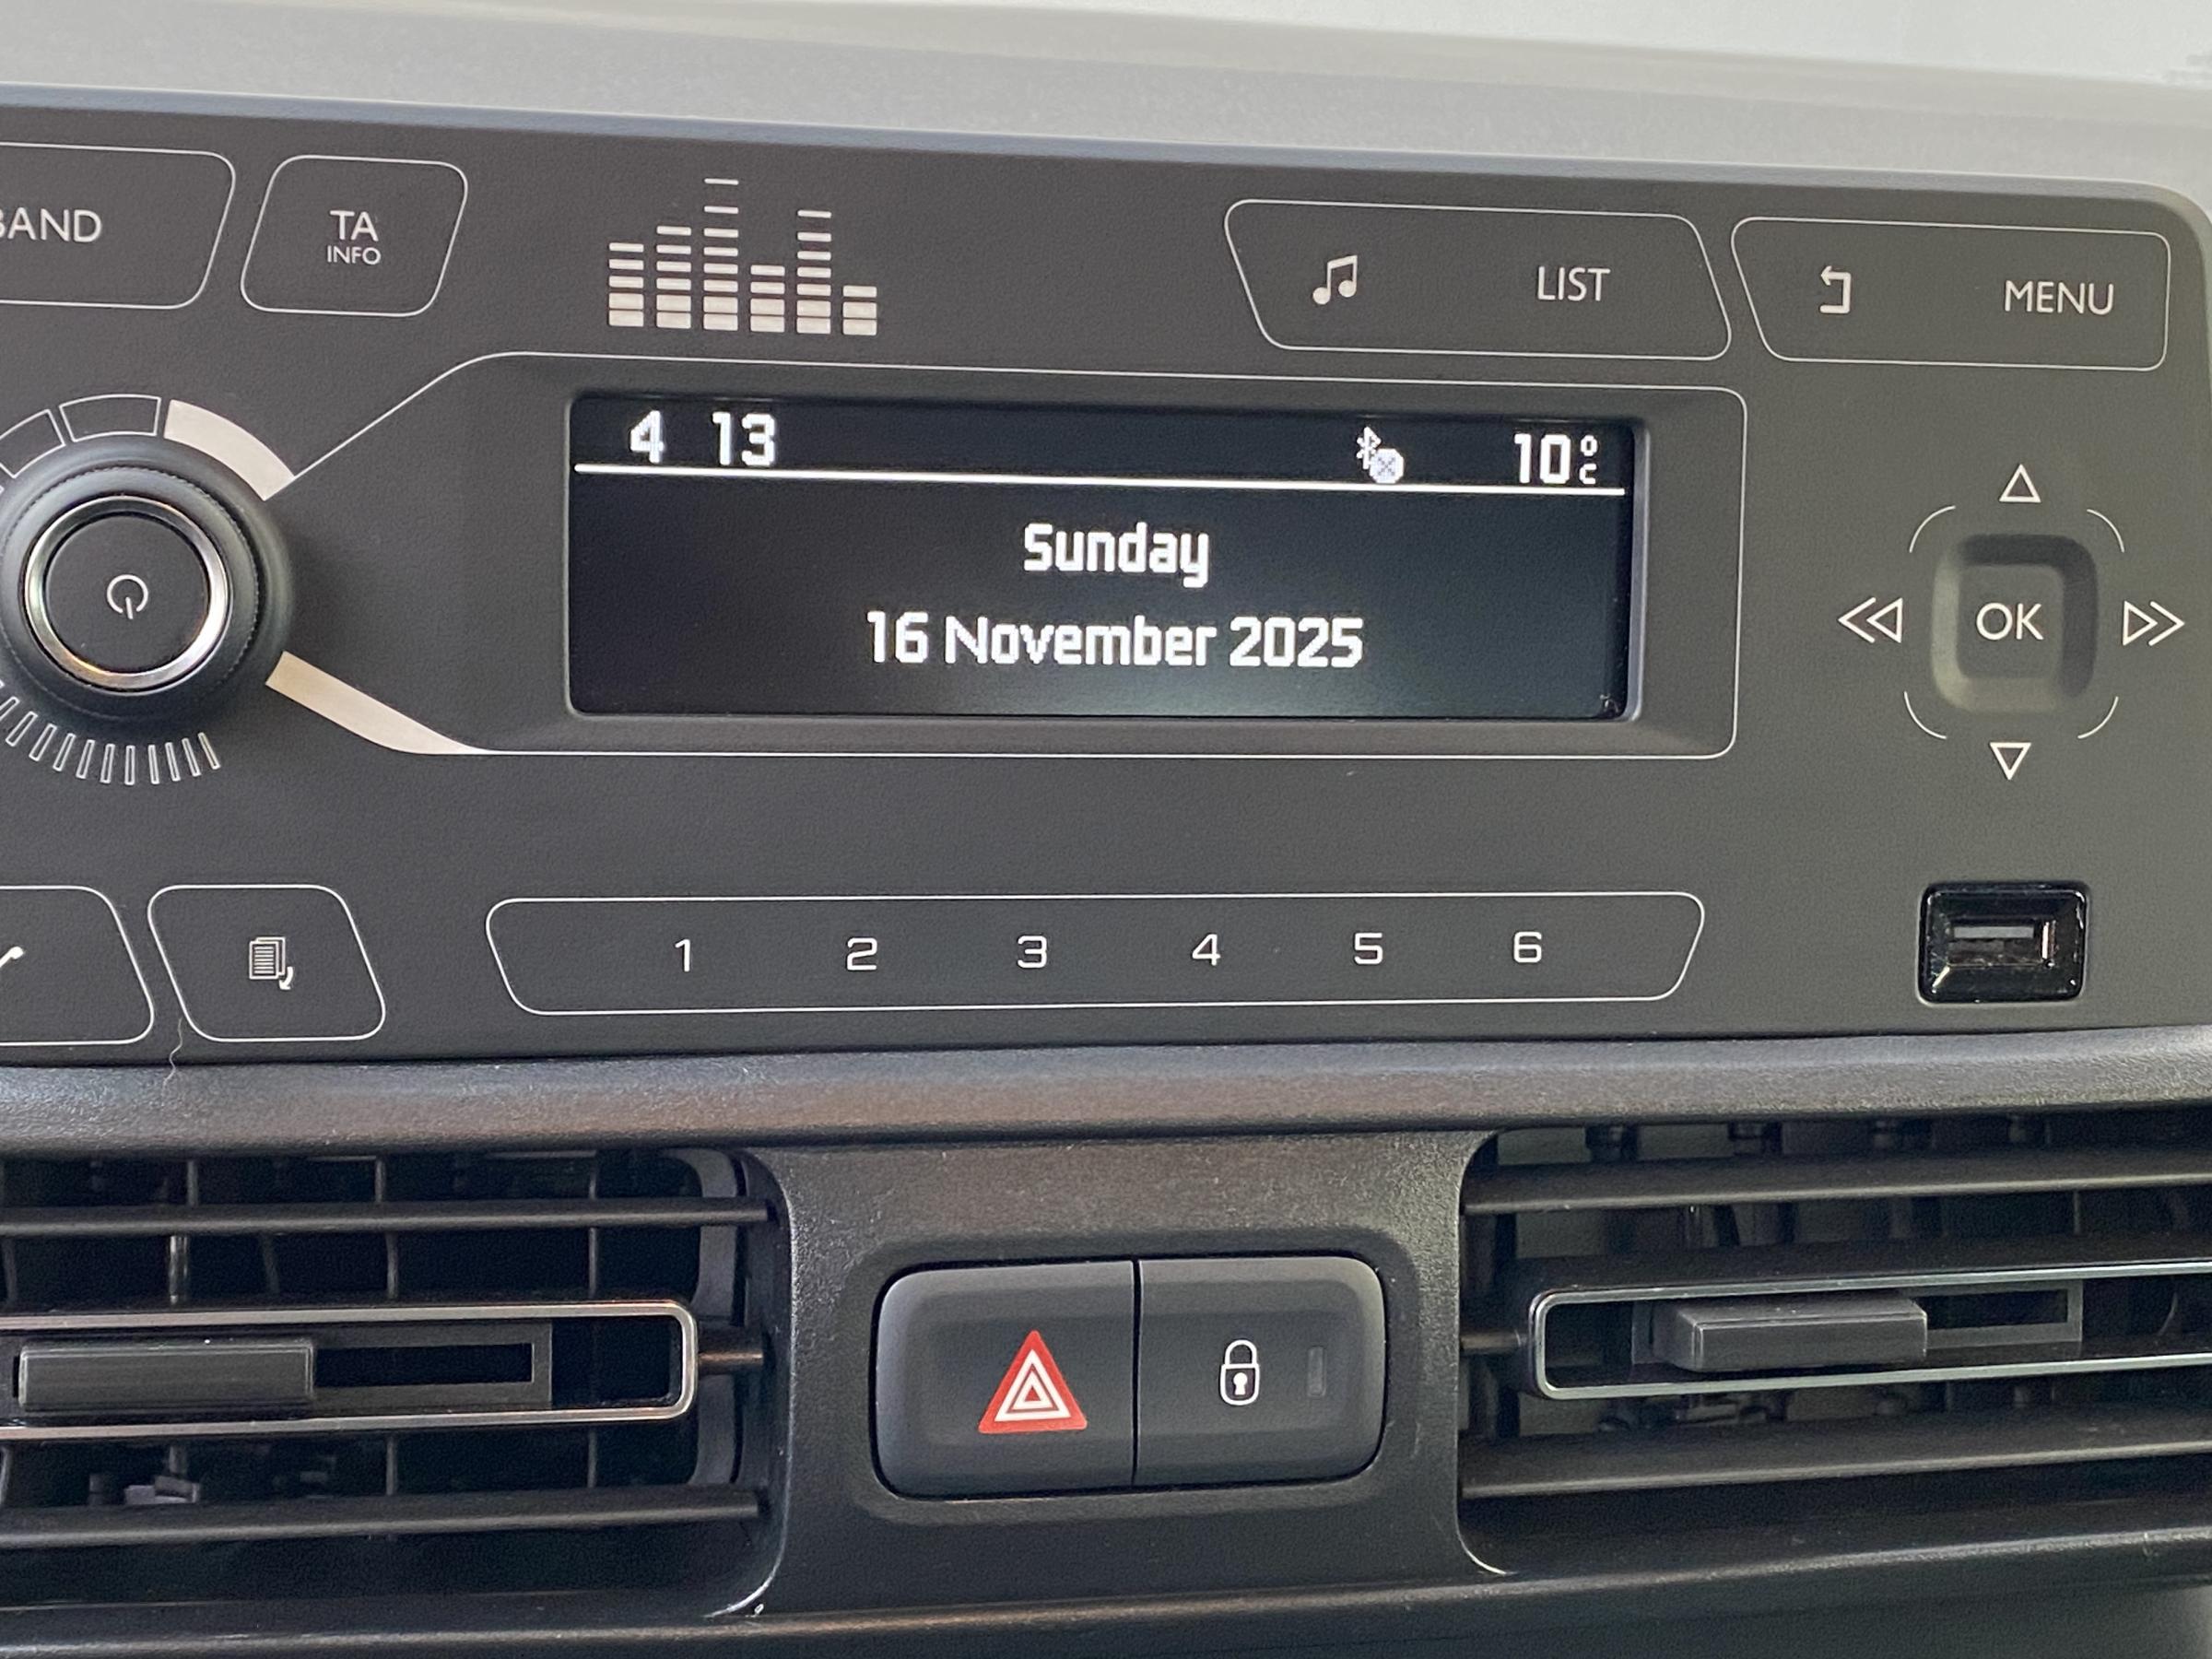 BAND
TA
INFO
LIST
MENU
4 13 10°C
Sunday
16 November 2025
OK
1 2 3 4 5 6